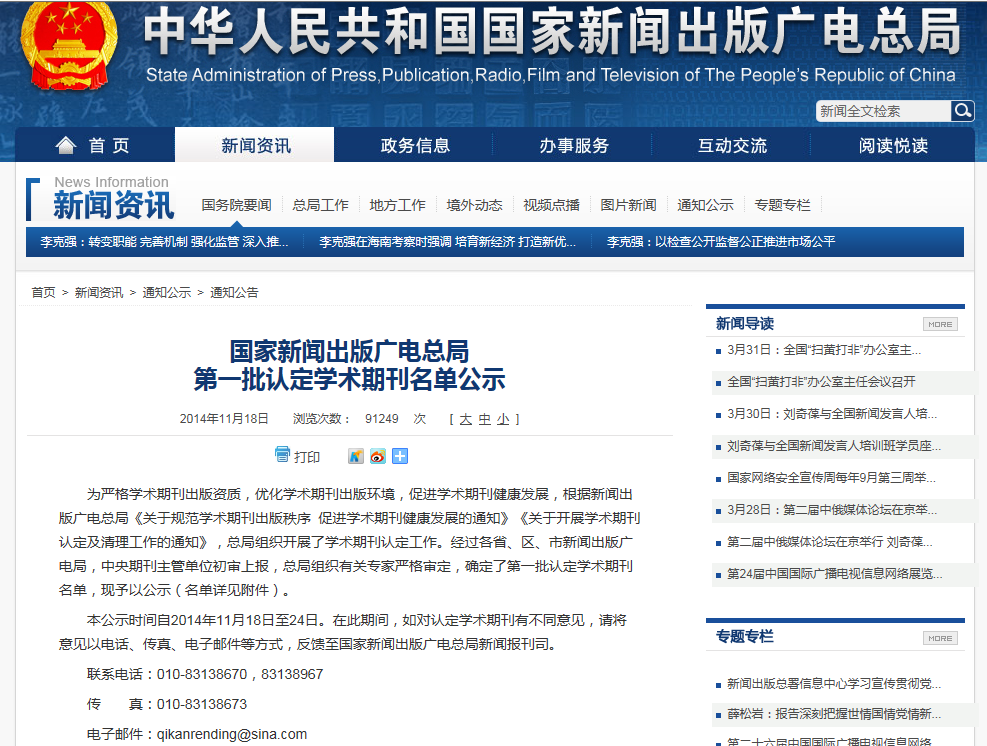 中华人民共和国国家新闻出版广电总局
State Administration of Press,Publication,Radio,Film and Television of The People's Republic of China
新闻全文检索
首 页
新闻资讯
政务信息
办事服务
互动交流
阅读悦读
News Information
新闻资讯
国务院要闻
总局工作
地方工作
境外动态
视频点播
图片新闻
通知公示
专题专栏
李克强：转变职能 完善机制 强化监管 深入推...
李克强在海南考察时强调 培育新经济 打造新优...
李克强：以检查公开监督公正推进市场公平
首页 > 新闻资讯 > 通知公示 > 通知公告
国家新闻出版广电总局
第一批认定学术期刊名单公示
2014年11月18日 浏览次数： 91249 次 [ 大 中 小 ]
打印
为严格学术期刊出版资质，优化学术期刊出版环境，促进学术期刊健康发展，根据新闻出
版广电总局《关于规范学术期刊出版秩序 促进学术期刊健康发展的通知》《关于开展学术期刊
认定及清理工作的通知》，总局组织开展了学术期刊认定工作。经过各省、区、市新闻出版广
电局，中央期刊主管单位初审上报，总局组织有关专家严格审定，确定了第一批认定学术期刊
名单，现予以公示（名单详见附件）。
本公示时间自2014年11月18日至24日。在此期间，如对认定学术期刊有不同意见，请将
意见以电话、传真、电子邮件等方式，反馈至国家新闻出版广电总局新闻报刊司。
联系电话：010-83138670，83138967
传 真：010-83138673
电子邮件：qikanrending@sina.com
新闻导读
MORE
3月31日：全国“扫黄打非”办公室主...
全国“扫黄打非”办公室主任会议召开
3月30日：刘奇葆与全国新闻发言人培...
刘奇葆与全国新闻发言人培训班学员座...
国家网络安全宣传周每年9月第三周举...
3月28日：第二届中俄媒体论坛在京举...
第二届中俄媒体论坛在京举行 刘奇葆...
第24届中国国际广播电视信息网络展览...
专题专栏
MORE
新闻出版总署信息中心学习宣传贯彻党...
薛松岩：报告深刻把握世情国情党情新...
第二十六届中国国际广播电视信息网络